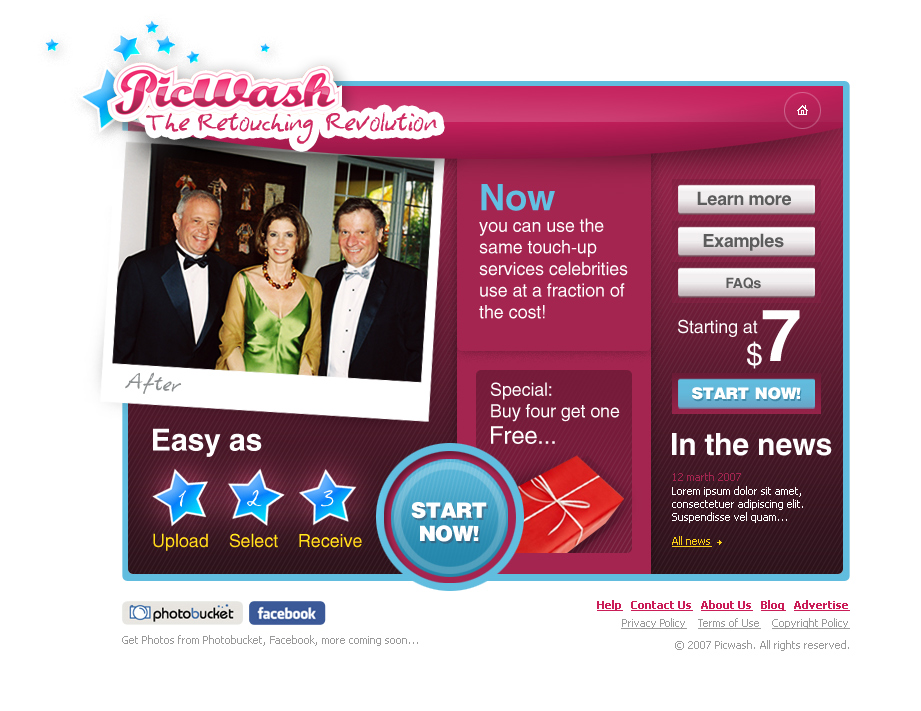 PicWash
The Retouching Revolution
After
Now
you can use the
same touch-up
services celebrities
use at a fraction of
the cost!
Learn more
Examples
FAQs
Starting at
$7
START NOW!
Special:
Buy four get one
Free...
Easy as
1 2 3
Upload Select Receive
START
NOW!
In the news
12 marth 2007
Lorem ipsum dolor sit amet,
consectetuer adipiscing elit.
Suspendisse vel quam...
All news
photobucket facebook
Get Photos from Photobucket, Facebook, more coming soon...
Help Contact Us About Us Blog Advertise
Privacy Policy Terms of Use Copyright Policy
© 2007 Picwash. All rights reserved.